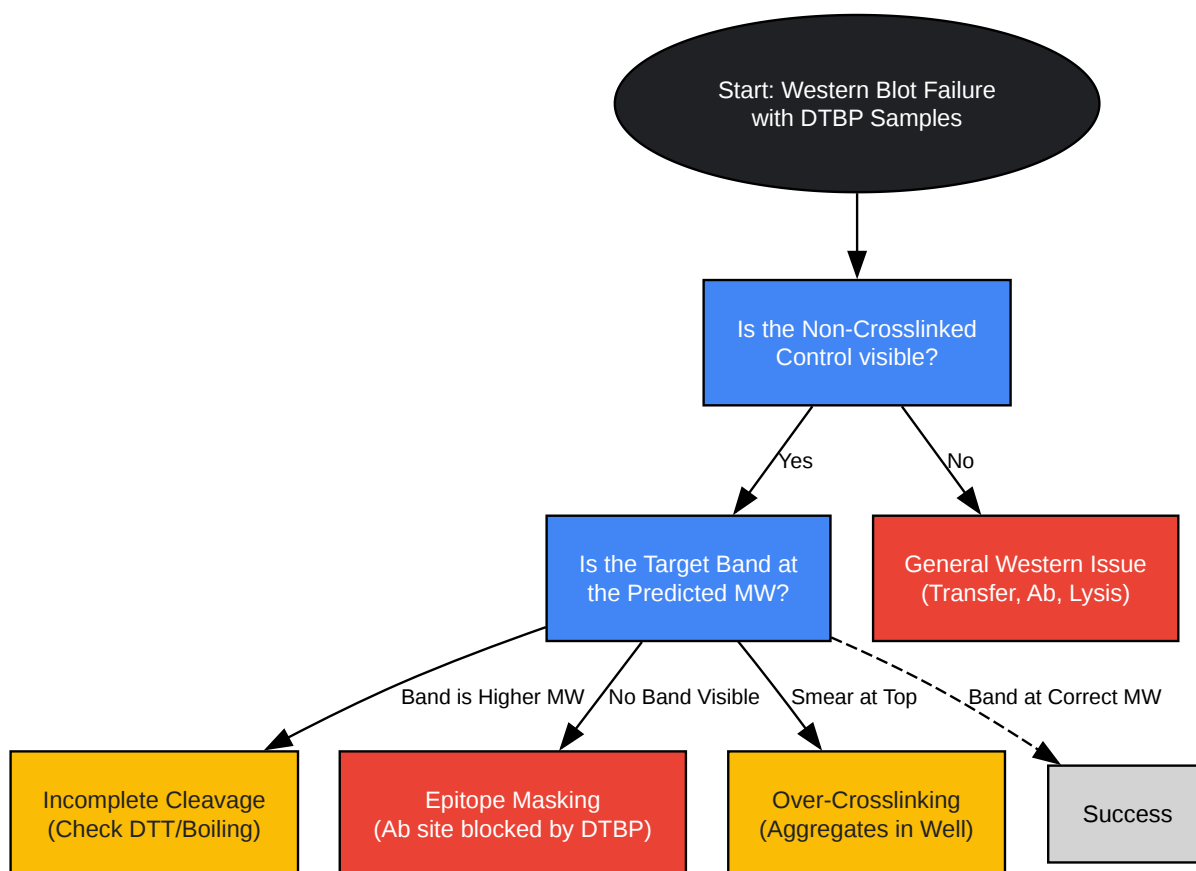 Start: Western Blot Failure
with DTBP Samples
Is the Non-Crosslinked
Control visible?
Yes
No
Is the Target Band at
the Predicted MW?
General Western Issue
(Transfer, Ab, Lysis)
Band is Higher MW
No Band Visible
Smear at Top
Band at Correct MW
Incomplete Cleavage
(Check DTT/Boiling)
Epitope Masking
(Ab site blocked by DTBP)
Over-Crosslinking
(Aggregates in Well)
Success